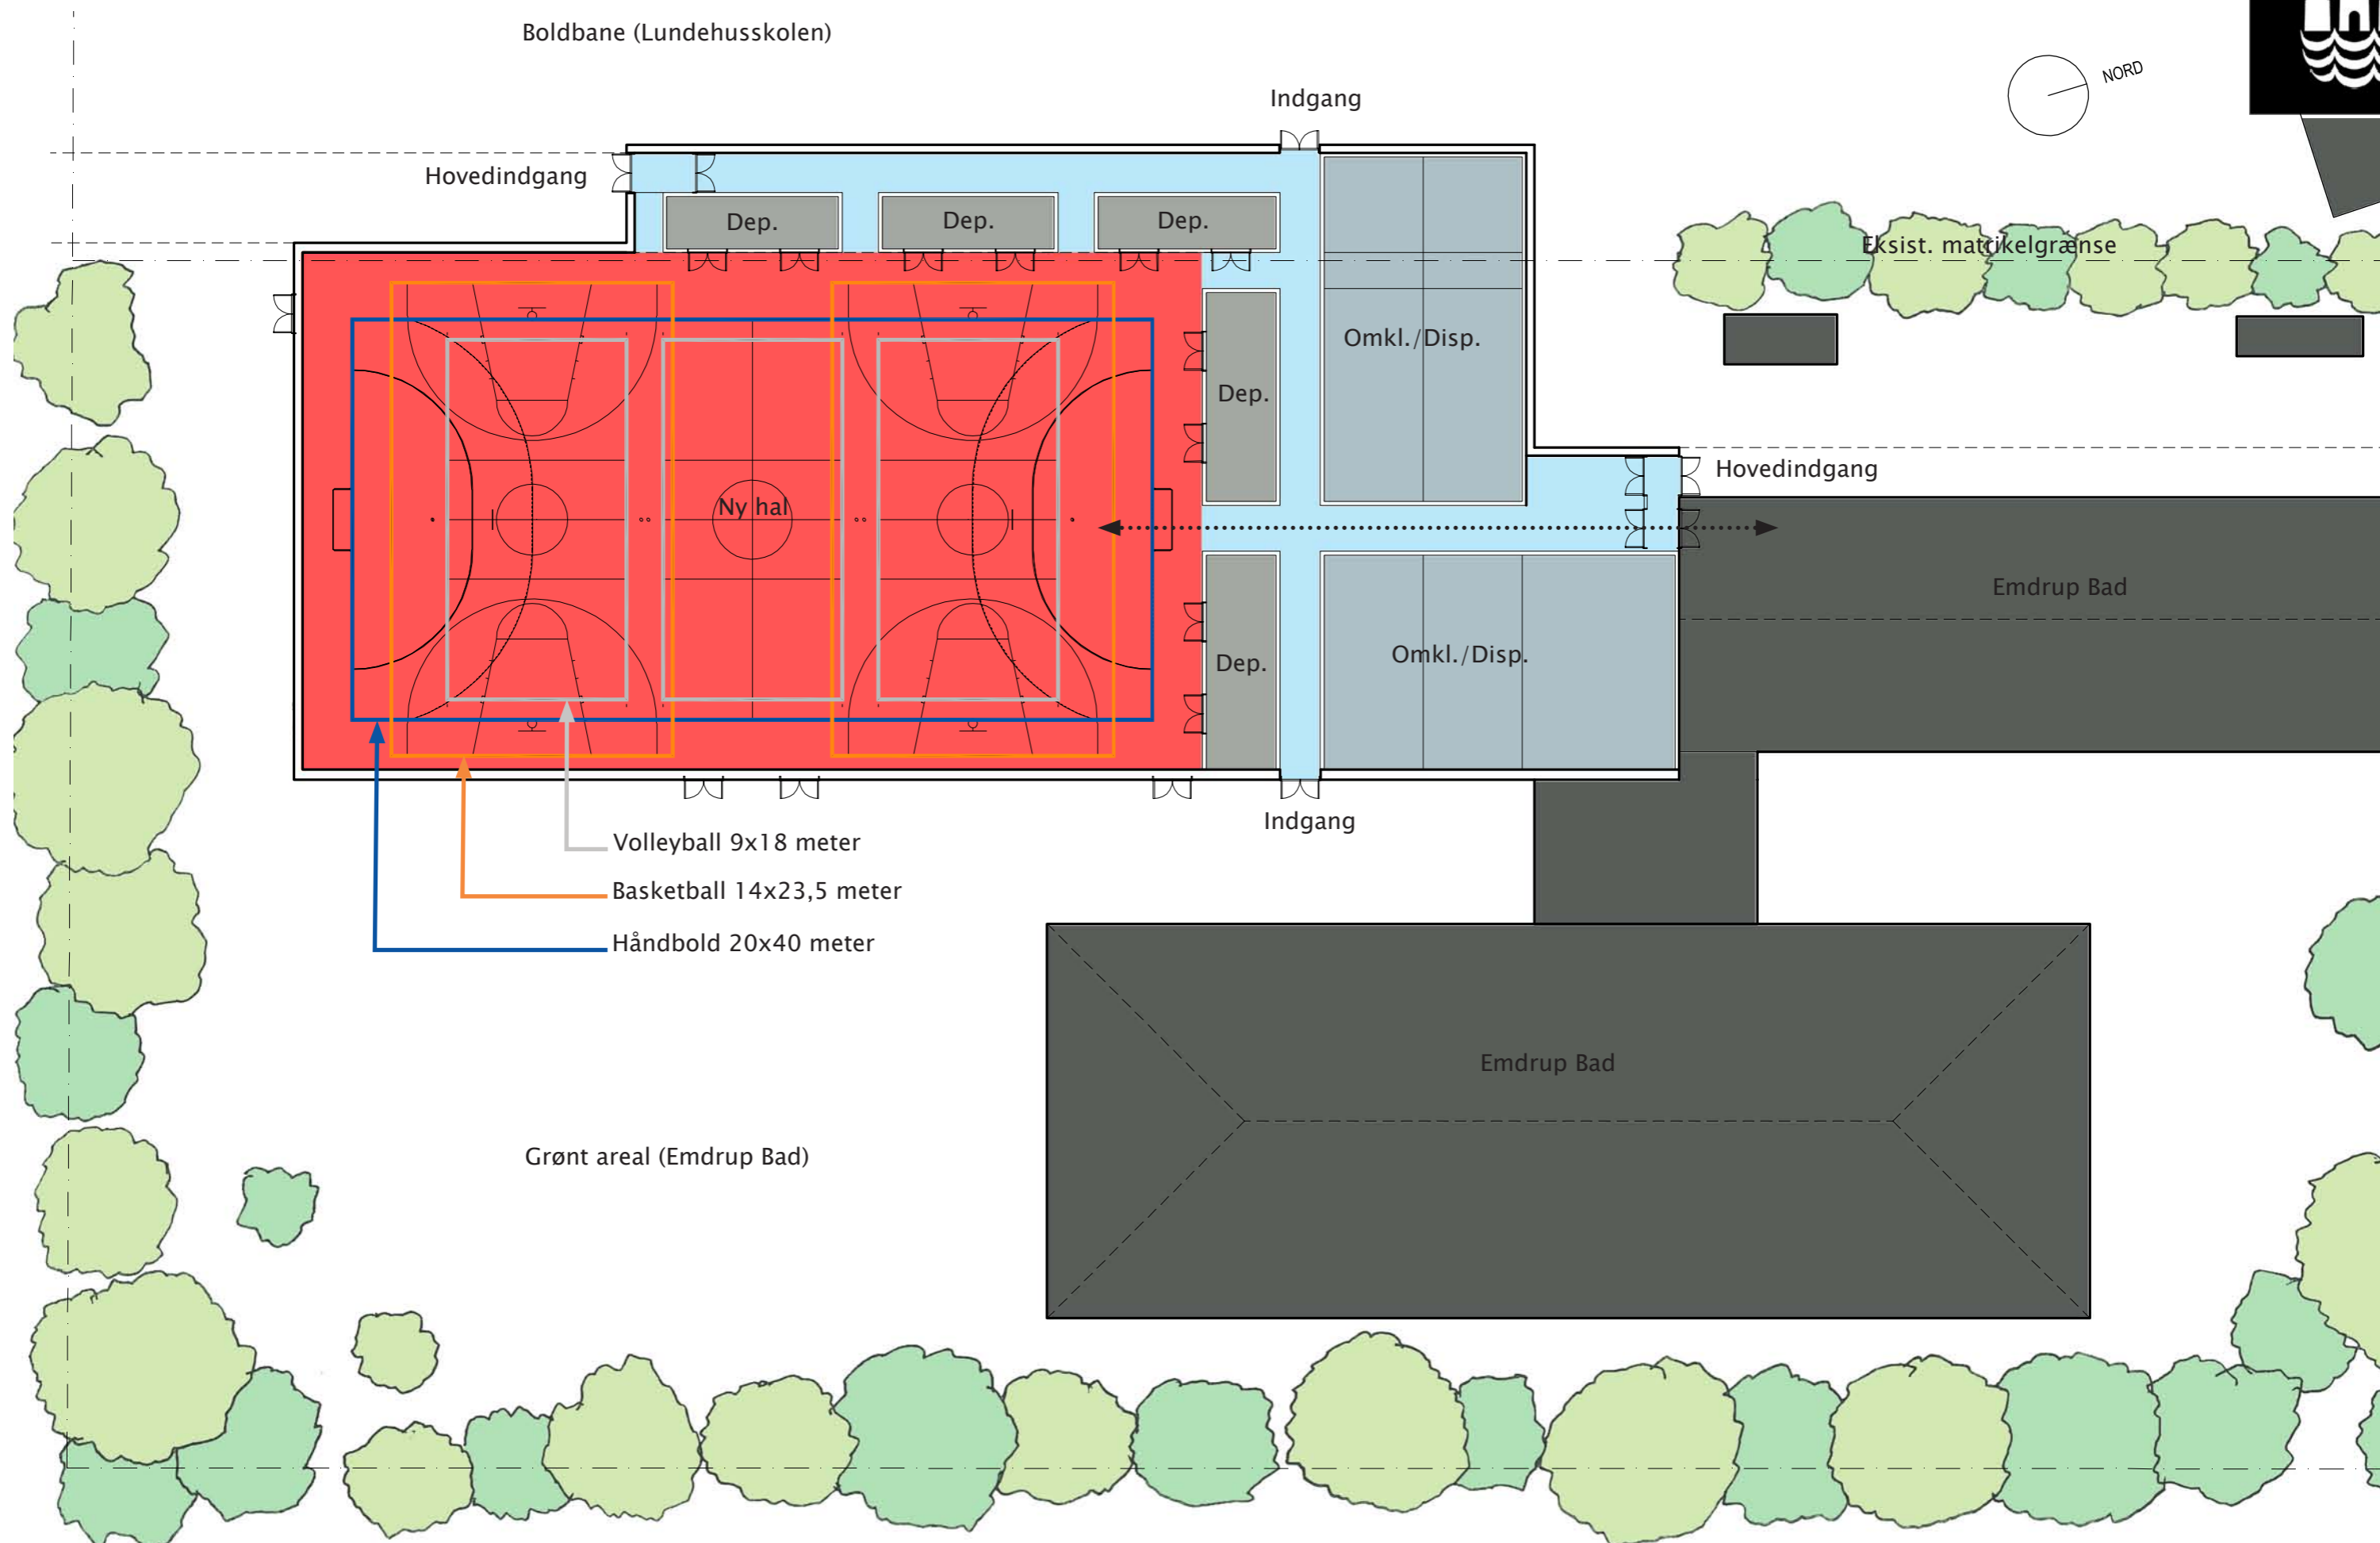 Boldbane (Lundehusskolen)
NORD
Indgang
Hovedindgang
Dep.
Dep.
Dep.
Eksist. matrikelgrænse
Omkl./Disp.
Dep.
Hovedindgang
Ny hal
Emdrup Bad
Omkl./Disp.
Dep.
Indgang
Volleyball 9x18 meter
Basketball 14x23,5 meter
Håndbold 20x40 meter
Emdrup Bad
Grønt areal (Emdrup Bad)